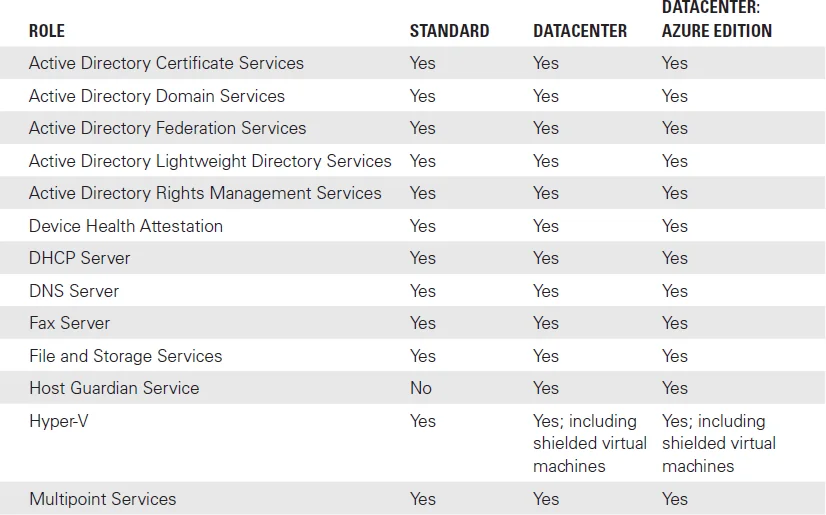 DATACENTER:
ROLE STANDARD DATACENTER AZURE EDITION
Active Directory Certificate Services Yes Yes Yes
Active Directory Domain Services Yes Yes Yes
Active Directory Federation Services Yes Yes Yes
Active Directory Lightweight Directory Services Yes Yes Yes
Active Directory Rights Management Services Yes Yes Yes
Device Health Attestation Yes Yes Yes
DHCP Server Yes Yes Yes
DNS Server Yes Yes Yes
Fax Server Yes Yes Yes
File and Storage Services Yes Yes Yes
Host Guardian Service No Yes Yes
Hyper-V Yes Yes; including Yes; including
shielded virtual shielded virtual
machines machines
Multipoint Services Yes Yes Yes